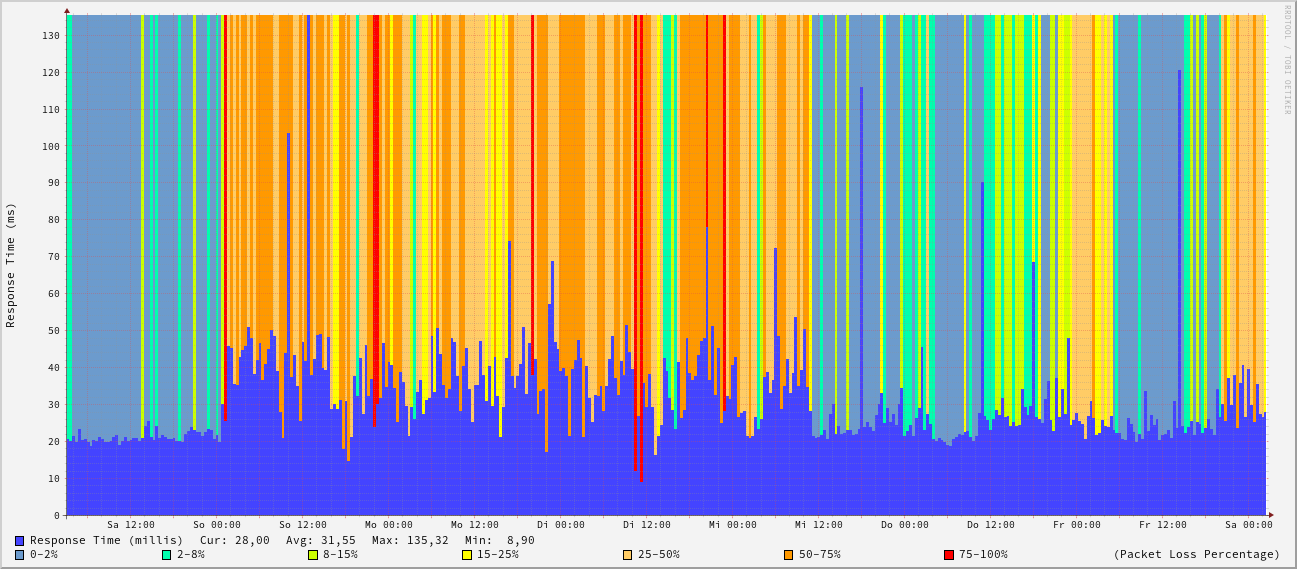 RRDTOOL / TOBI OETIKER
Response Time (ms)
130
120
110
100
90
80
70
60
50
40
30
20
10
0
Sa 12:00 So 00:00 So 12:00 Mo 00:00 Mo 12:00 Di 00:00 Di 12:00 Mi 00:00 Mi 12:00 Do 00:00 Do 12:00 Fr 00:00 Fr 12:00 Sa 00:00
Response Time (millis) Cur: 28,00 Avg: 31,55 Max: 135,32 Min: 8,90
0-2% 2-8% 8-15% 15-25% 25-50% 50-75% 75-100% (Packet Loss Percentage)